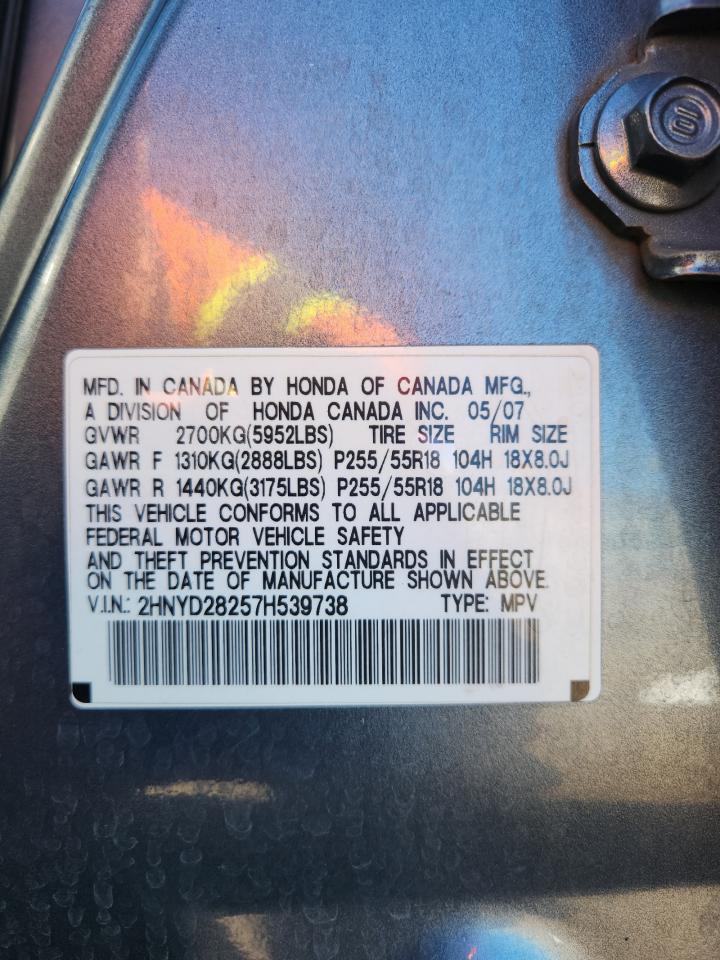 MFD. IN CANADA BY HONDA OF CANADA MFG.,
A DIVISION OF HONDA CANADA INC. 05/07
GVWR 2700KG(5952LBS) TIRE SIZE RIM SIZE
GAWR F 1310KG(2888LBS) P255/55R18 104H 18X8.0J
GAWR R 1440KG(3175LBS) P255/55R18 104H 18X8.0J
THIS VEHICLE CONFORMS TO ALL APPLICABLE
FEDERAL MOTOR VEHICLE SAFETY
AND THEFT PREVENTION STANDARDS IN EFFECT
ON THE DATE OF MANUFACTURE SHOWN ABOVE.
V.I.N.: 2HNYD28257H539738 TYPE: MPV